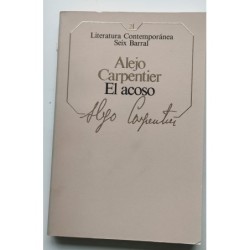 31
Literatura Contemporánea
Seix Barral
Alejo
Carpentier
El acoso
Alejo Carpentier